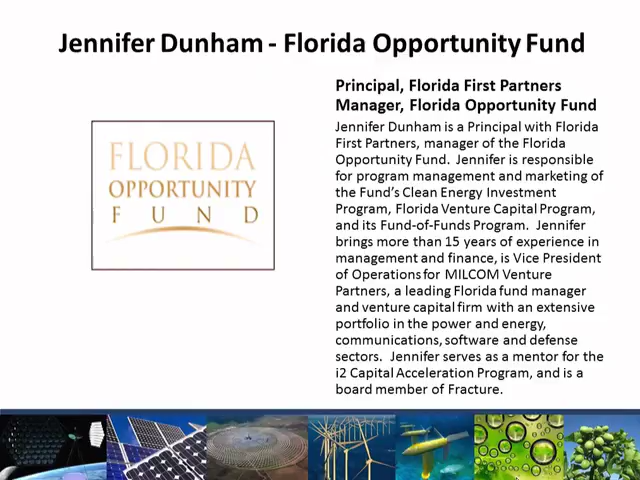 Jennifer Dunham - Florida Opportunity Fund
FLORIDA
OPPORTUNITY
FUND
Principal, Florida First Partners
Manager, Florida Opportunity Fund
Jennifer Dunham is a Principal with Florida
First Partners, manager of the Florida
Opportunity Fund.  Jennifer is responsible
for program management and marketing of
the Fund's Clean Energy Investment
Program, Florida Venture Capital Program,
and its Fund-of-Funds Program.  Jennifer
brings more than 15 years of experience in
management and finance, is Vice President
of Operations for MILCOM Venture
Partners, a leading Florida fund manager
and venture capital firm with an extensive
portfolio in the power and energy,
communications, software and defense
sectors.  Jennifer serves as a mentor for the
i2 Capital Acceleration Program, and is a
board member of Fracture.